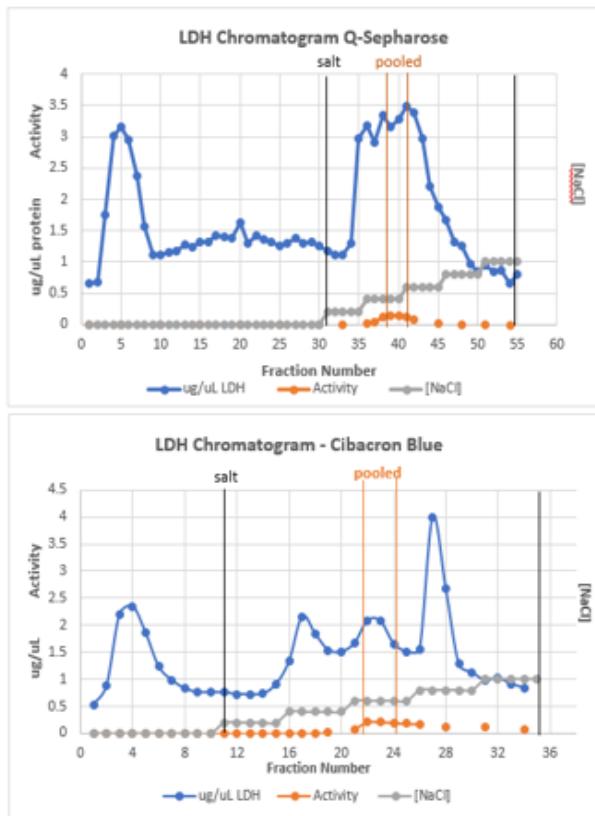 LDH Chromatogram Q-Sepharose
salt pooled
4
3.5
3
2.5
2
1.5
1
0.5
0
Activity
ug/uL protein
[NaCl]
0 5 10 15 20 25 30 35 40 45 50 55 60
Fraction Number
ug/uL LDH Activity [NaCl]
LDH Chromatogram - Cibacron Blue
salt pooled
4.5
4
3.5
3
2.5
2
1.5
1
0.5
0
Activity
ug/uL
[NaCl]
0 4 8 12 16 20 24 28 32 36
Fraction Number
ug/uL LDH Activity [NaCl]